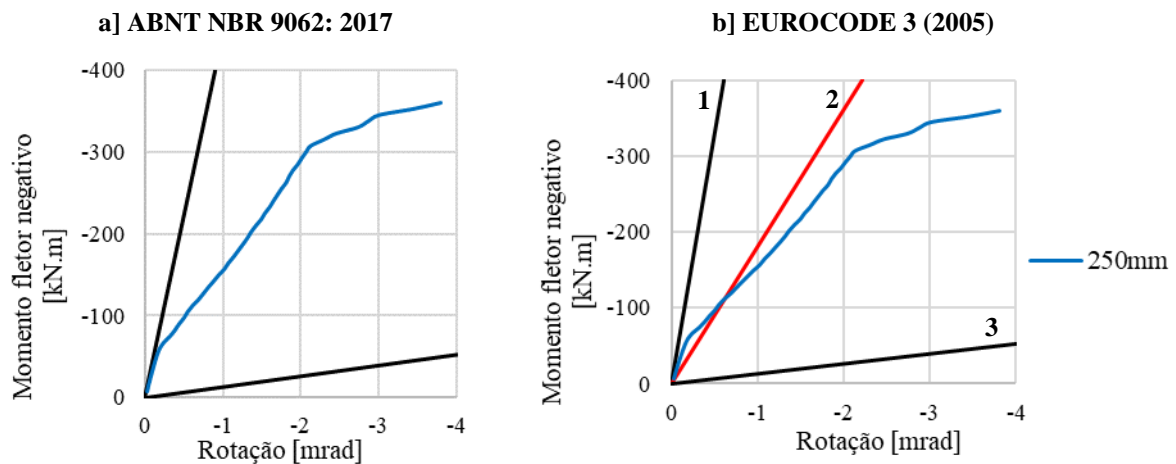 a] ABNT NBR 9062: 2017
Momento fletor negativo
[kN.m]
-400
-300
-200
-100
0
0 -1 -2 -3 -4
Rotação [mrad]
b] EUROCODE 3 (2005)
Momento fletor negativo
[kN.m]
-400
-300
-200
-100
0
1
2
3
0 -1 -2 -3 -4
Rotação [mrad]
250mm